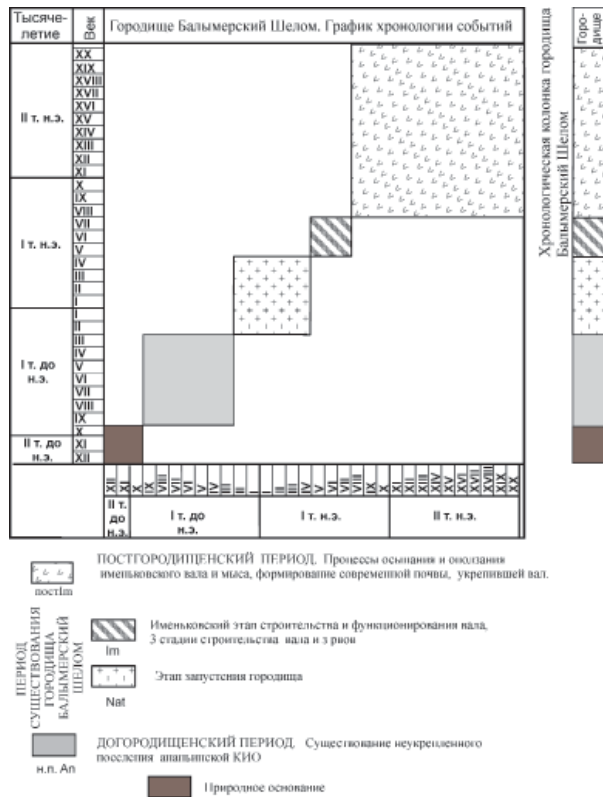 Тысяче-
летие
Век
Городище Балымерский Шелом. График хронологии событий
II т. н.э.
I т. н.э.
I т. до
н.э.
II т. до
н.э.
XX
XIX
XVIII
XVII
XVI
XV
XIV
XIII
XII
XI
X
IX
VIII
VII
VI
V
IV
III
II
I
I
II
III
IV
V
VI
VII
VIII
IX
X
XI
XII
XII
XI
X
IX
VIII
VII
VI
V
IV
III
II
I
I
II
III
IV
V
VI
VII
VIII
IX
X
XI
XII
XIII
XIV
XV
XVI
XVII
XVIII
XIX
XX
II т.
до
н.э.
I т. до
н.э.
I т. н.э.
II т. н.э.
Хронологическая колонка городища
Балымерский Шелом
Горо-
дище
ПОСТГОРОДИЩЕНСКИЙ ПЕРИОД. Процессы осыпания и оползания
именьковского вала и мыса, формирование современной почвы, укрепившей вал.
постIm
ПЕРИОД
СУЩЕСТВОВАНИЯ
ГОРОДИЩА
БАЛЫМЕРСКИЙ
ШЕЛОМ
Именьковский этап строительства и функционирования вала,
3 стадии строительства вала и 3 рвов
Im
Этап запустения городища
Nat
ДОГОРОДИЩЕНСКИЙ ПЕРИОД. Существование неукрепленного
поселения ананьинской КИО
н.п. An
Природное основание